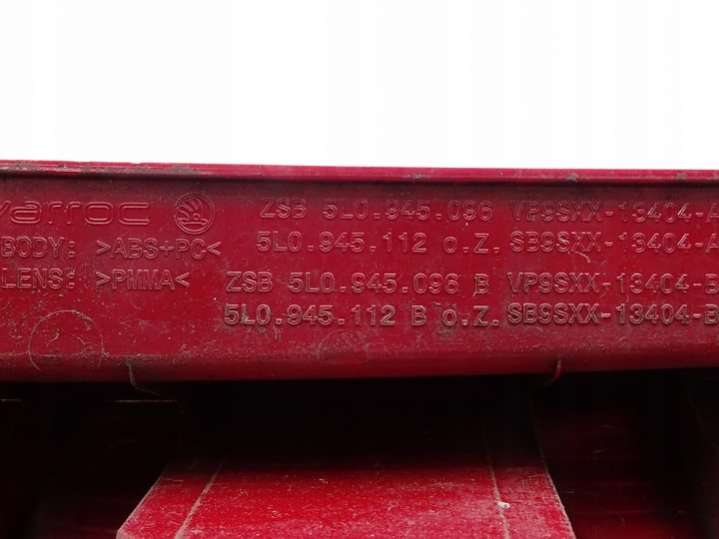 varroc ZSB 5L0.945.096 VP9SXX-13404-A
BODY: >ABS+PC< 5L0.945.112 o.Z. SB9SXX-13404-A
LENS: >PMMA< ZSB 5L0.945.096 B VP9SXX-13404-B
5L0.945.112 B o.Z. SB9SXX-13404-B